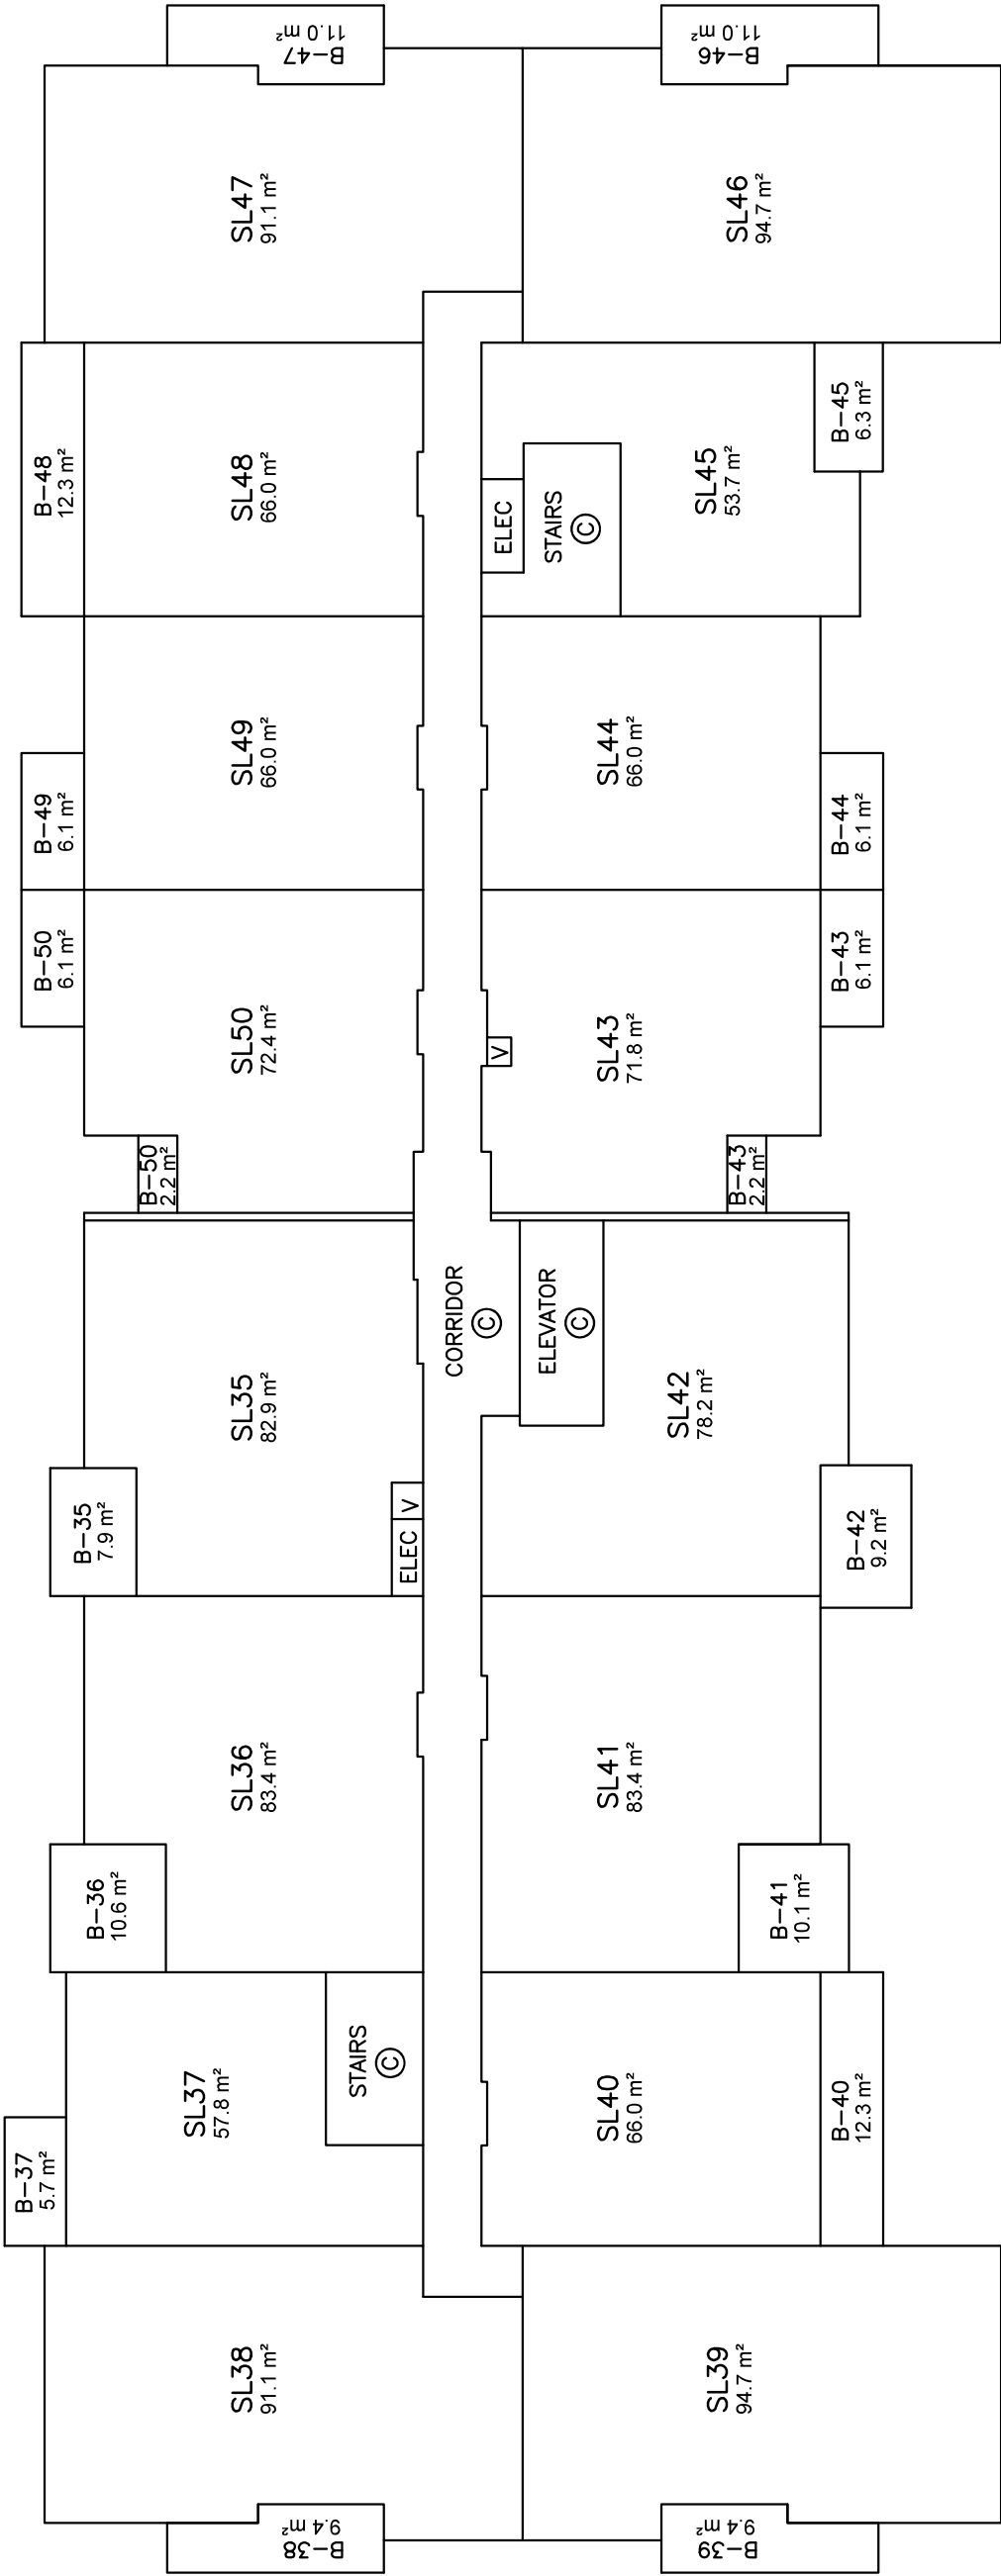 B-47
11.0 m²
B-46
11.0 m²
SL47
91.1 m²
SL46
94.7 m²
B-48
12.3 m²
SL48
66.0 m²
ELEC
STAIRS
C
SL45
53.7 m²
B-45
6.3 m²
B-49
6.1 m²
SL49
66.0 m²
SL44
66.0 m²
B-44
6.1 m²
B-50
6.1 m²
SL50
72.4 m²
V
SL43
71.8 m²
B-43
6.1 m²
B-50
2.2 m²
B-43
2.2 m²
SL35
82.9 m²
CORRIDOR
C
ELEVATOR
C
SL42
78.2 m²
B-35
7.9 m²
ELEC
V
B-42
9.2 m²
SL36
83.4 m²
SL41
83.4 m²
B-36
10.6 m²
B-41
10.1 m²
SL37
57.8 m²
STAIRS
C
SL40
66.0 m²
B-40
12.3 m²
B-37
5.7 m²
SL38
91.1 m²
SL39
94.7 m²
B-38
9.4 m²
B-39
9.4 m²